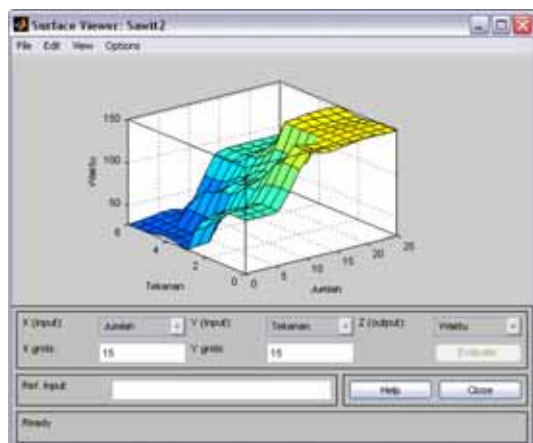 Surface Viewer: Sawit2
File Edit View Options
150
100
50
Waktu
6
4
2
0
Tekanan
0
5
10
15
20
25
Jumlah
X (input): Jumlah Y (input): Tekanan Z (output): Waktu
X grids: 15 Y grids: 15 Evaluate
Ref. Input: Help Close
Ready